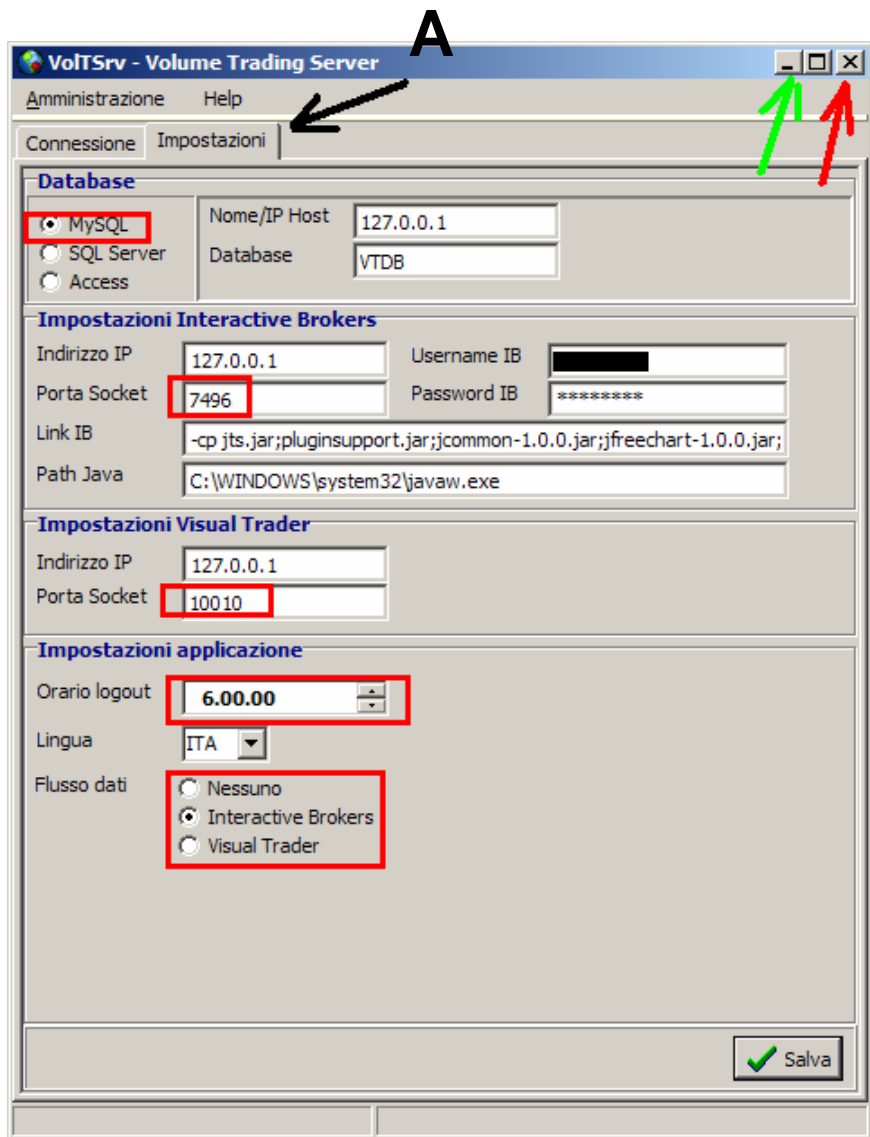 A
VolTSrv - Volume Trading Server
Amministrazione Help
Connessione Impostazioni
Database
MySQL
SQL Server
Access
Nome/IP Host 127.0.0.1
Database VTDB
Impostazioni Interactive Brokers
Indirizzo IP 127.0.0.1 Username IB
Porta Socket 7496 Password IB ********
Link IB -cp jts.jar;pluginsupport.jar;jcommon-1.0.0.jar;jfreechart-1.0.0.jar;
Path Java C:\WINDOWS\system32\javaw.exe
Impostazioni Visual Trader
Indirizzo IP 127.0.0.1
Porta Socket 10010
Impostazioni applicazione
Orario logout 6.00.00
Lingua ITA
Flusso dati
Nessuno
Interactive Brokers
Visual Trader
Salva